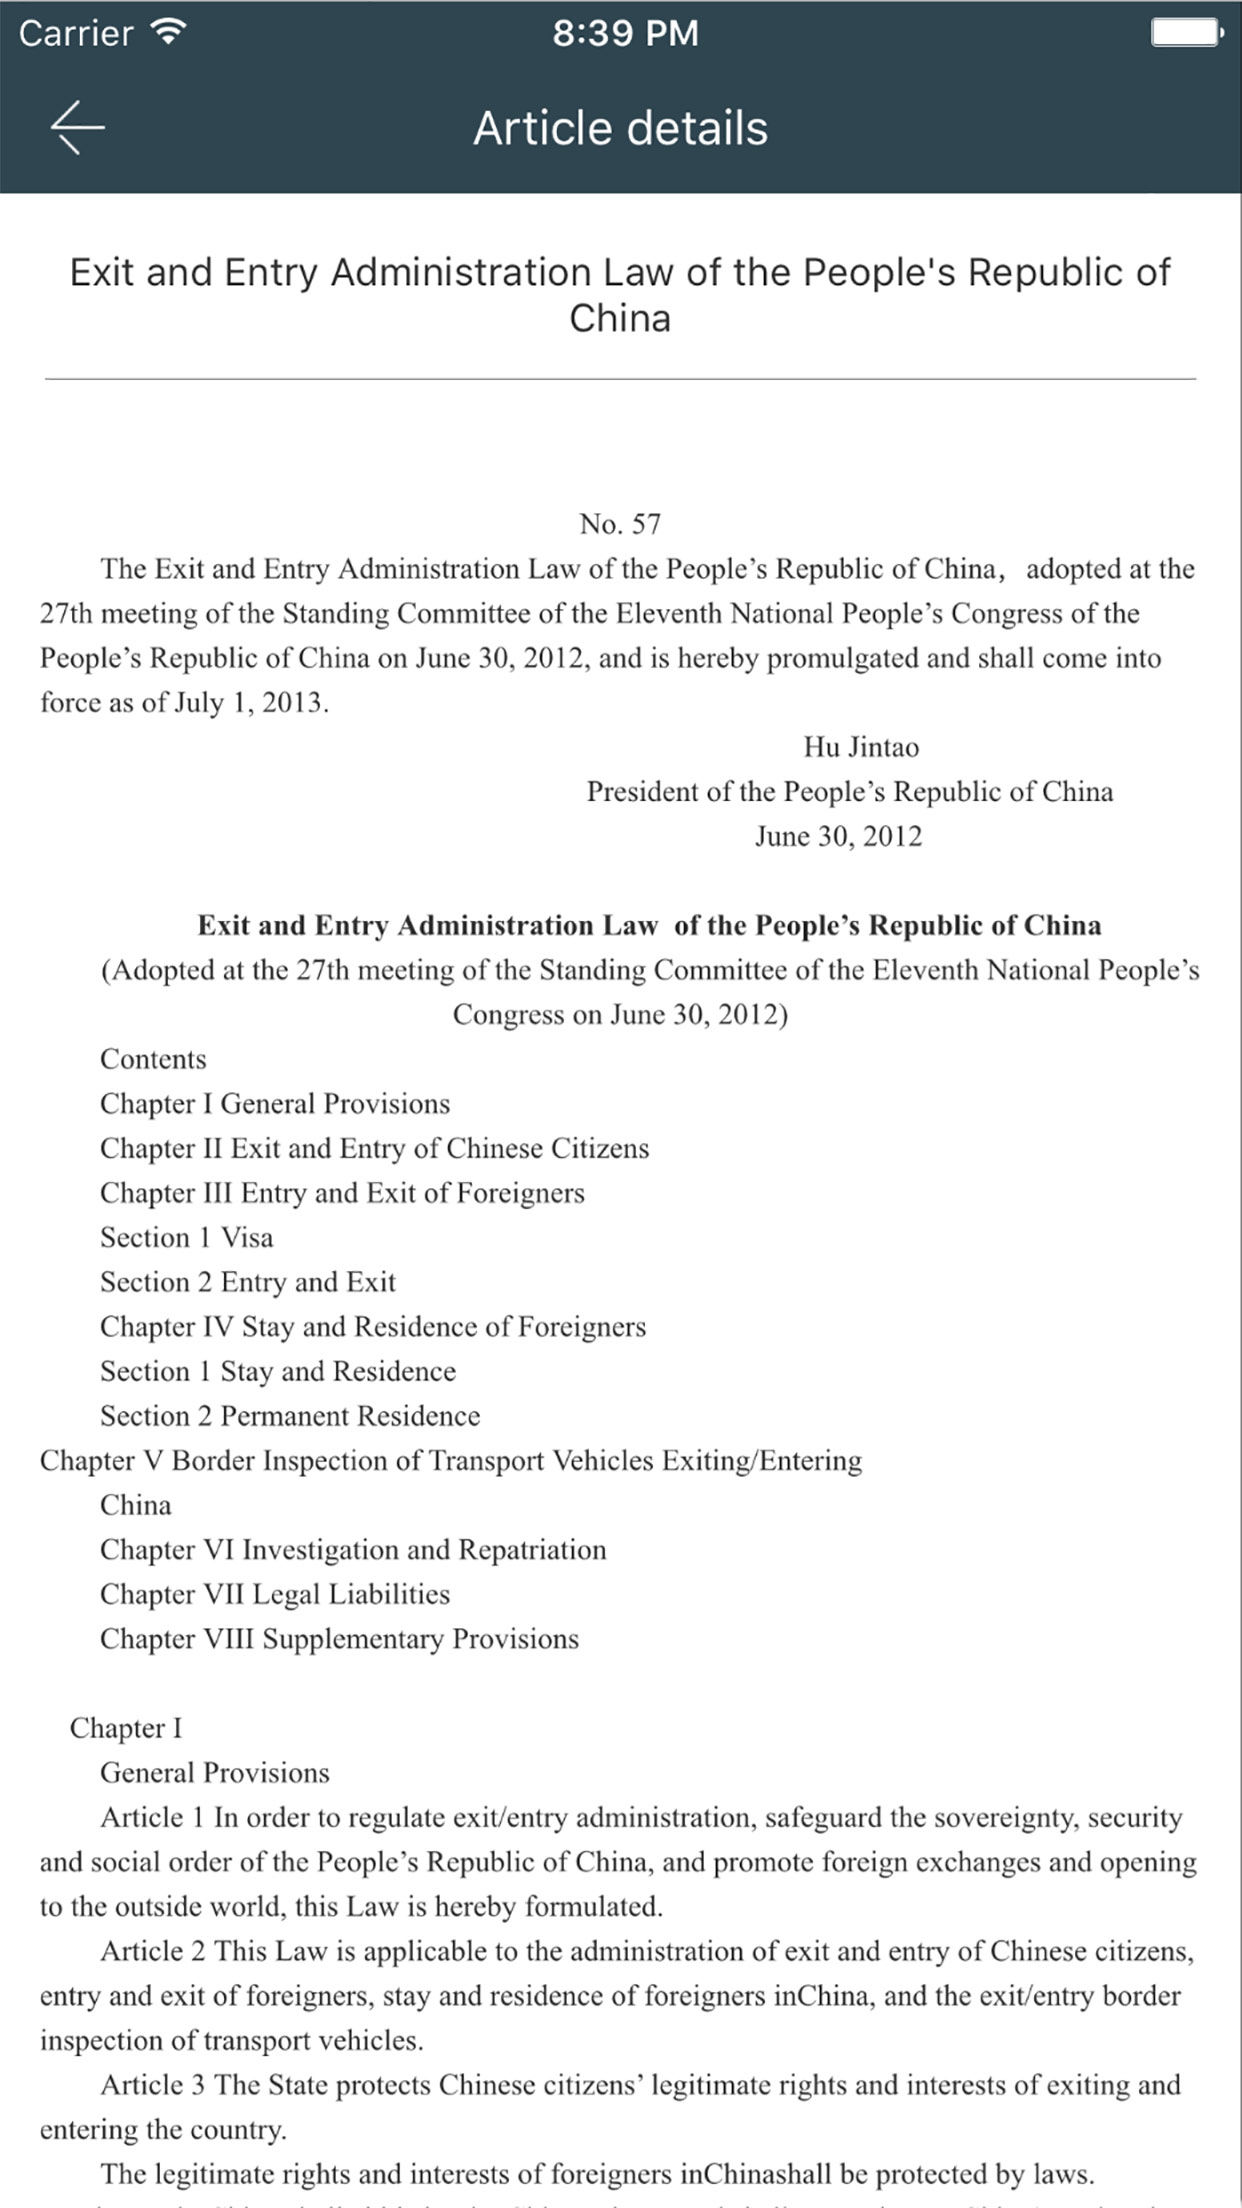 Carrier
8:39 PM
Article details
Exit and Entry Administration Law of the People's Republic of
China
No. 57
The Exit and Entry Administration Law of the People’s Republic of China，adopted at the
27th meeting of the Standing Committee of the Eleventh National People’s Congress of the
People’s Republic of China on June 30, 2012, and is hereby promulgated and shall come into
force as of July 1, 2013.
Hu Jintao
President of the People’s Republic of China
June 30, 2012
Exit and Entry Administration Law  of the People’s Republic of China
(Adopted at the 27th meeting of the Standing Committee of the Eleventh National People’s
Congress on June 30, 2012)
Contents
Chapter I General Provisions
Chapter II Exit and Entry of Chinese Citizens
Chapter III Entry and Exit of Foreigners
Section 1 Visa
Section 2 Entry and Exit
Chapter IV Stay and Residence of Foreigners
Section 1 Stay and Residence
Section 2 Permanent Residence
Chapter V Border Inspection of Transport Vehicles Exiting/Entering
China
Chapter VI Investigation and Repatriation
Chapter VII Legal Liabilities
Chapter VIII Supplementary Provisions
Chapter I
General Provisions
Article 1 In order to regulate exit/entry administration, safeguard the sovereignty, security
and social order of the People’s Republic of China, and promote foreign exchanges and opening
to the outside world, this Law is hereby formulated.
Article 2 This Law is applicable to the administration of exit and entry of Chinese citizens,
entry and exit of foreigners, stay and residence of foreigners inChina, and the exit/entry border
inspection of transport vehicles.
Article 3 The State protects Chinese citizens’ legitimate rights and interests of exiting and
entering the country.
The legitimate rights and interests of foreigners inChinashall be protected by laws.